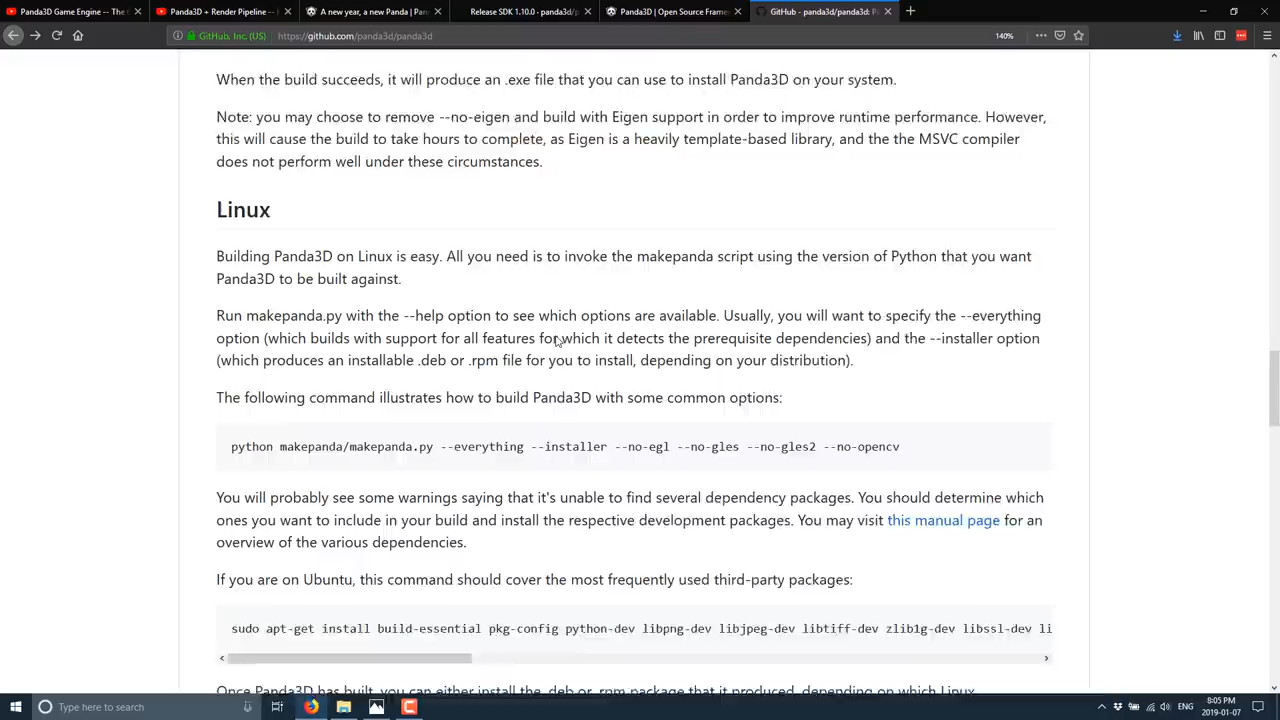 Panda3D Game Engine -- The
Panda3D + Render Pipeline -
A new year, a new Panda | Pan
Release SDK 1.10.0 - panda3d/p
Panda3D | Open Source Frame
GitHub - panda3d/panda3d: P
GitHub, Inc. (US)
https://github.com/panda3d/panda3d
140%
When the build succeeds, it will produce an .exe file that you can use to install Panda3D on your system.
Note: you may choose to remove --no-eigen and build with Eigen support in order to improve runtime performance. However,
this will cause the build to take hours to complete, as Eigen is a heavily template-based library, and the the MSVC compiler
does not perform well under these circumstances.
Linux
Building Panda3D on Linux is easy. All you need is to invoke the makepanda script using the version of Python that you want
Panda3D to be built against.
Run makepanda.py with the --help option to see which options are available. Usually, you will want to specify the --everything
option (which builds with support for all features for which it detects the prerequisite dependencies) and the --installer option
(which produces an installable .deb or .rpm file for you to install, depending on your distribution).
The following command illustrates how to build Panda3D with some common options:
python makepanda/makepanda.py --everything --installer --no-egl --no-gles --no-gles2 --no-opencv
You will probably see some warnings saying that it's unable to find several dependency packages. You should determine which
ones you want to include in your build and install the respective development packages. You may visit this manual page for an
overview of the various dependencies.
If you are on Ubuntu, this command should cover the most frequently used third-party packages:
sudo apt-get install build-essential pkg-config python-dev libpng-dev libjpeg-dev libtiff-dev zlib1g-dev libssl-dev li
Once Panda3D has built, you can either install the .deb or .rpm package that it produced, depending on which Linux
Type here to search
ENG
8:05 PM
2019-01-07